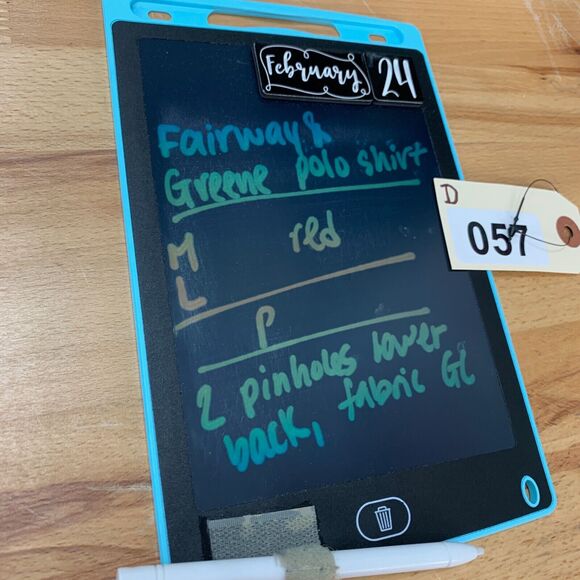 February 24
Fairway &
Greene polo shirt
D
057
M red
L
P
2 pinholes lower
back, fabric GC